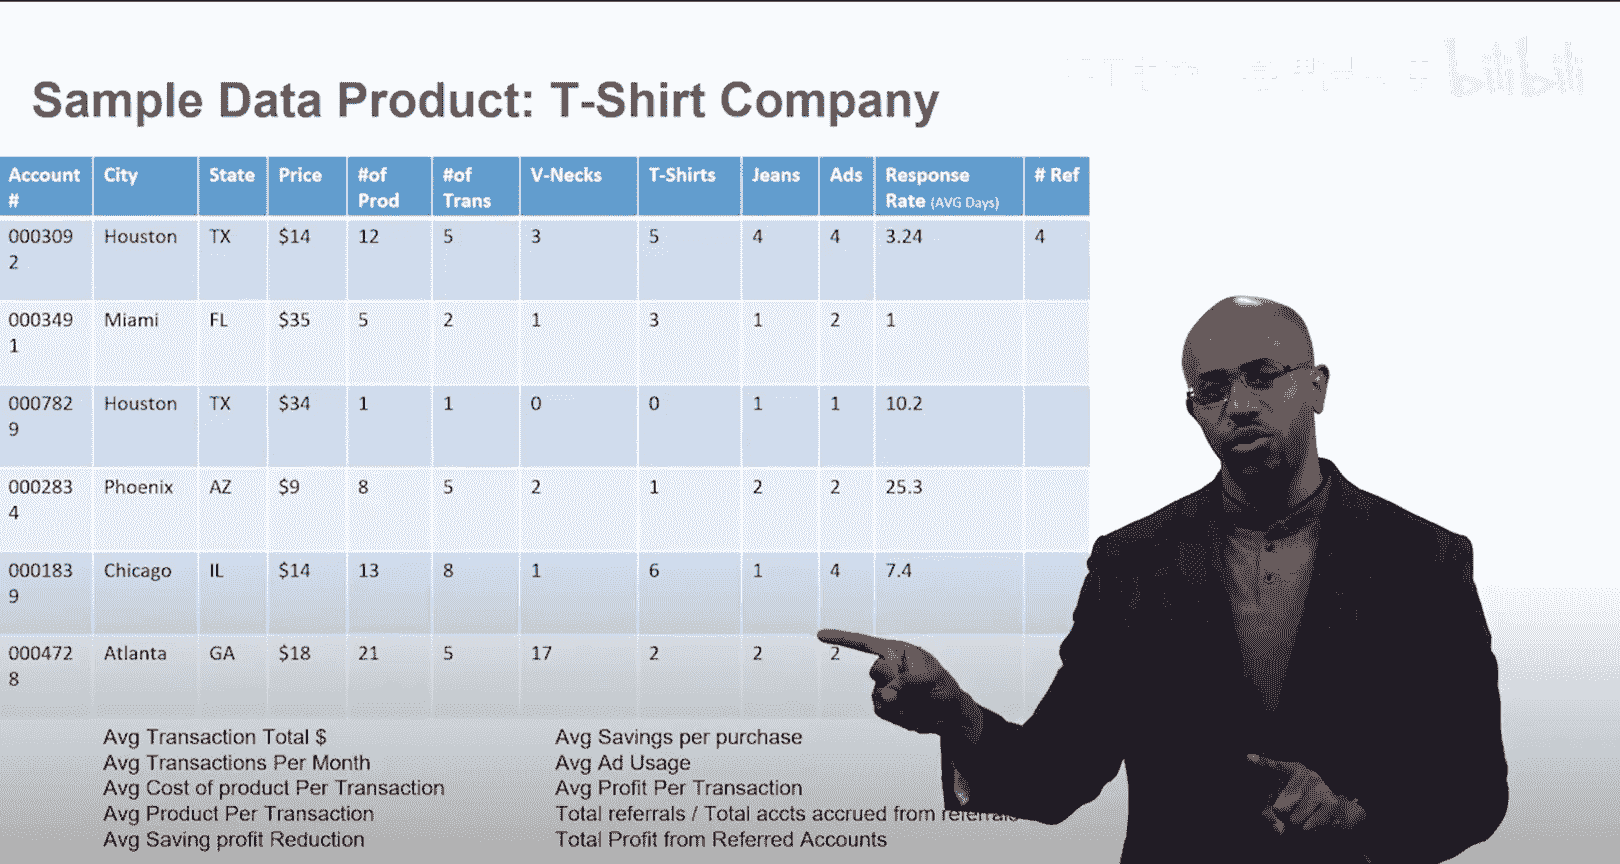 bilibili
Sample Data Product: T-Shirt Company
Account # City State Price #of Prod #of Trans V-Necks T-Shirts Jeans Ads Response Rate (AVG Days) # Ref
0003092 Houston TX $14 12 5 3 5 4 4 3.24 4
0003491 Miami FL $35 5 2 1 3 1 2 1
0007829 Houston TX $34 1 1 0 0 1 1 10.2
0002834 Phoenix AZ $9 8 5 2 1 2 2 25.3
0001839 Chicago IL $14 13 8 1 6 1 4 7.4
0004728 Atlanta GA $18 21 5 17 2 2 2
Avg Transaction Total $
Avg Transactions Per Month
Avg Cost of product Per Transaction
Avg Product Per Transaction
Avg Saving profit Reduction
Avg Savings per purchase
Avg Ad Usage
Avg Profit Per Transaction
Total referrals / Total accts accrued from referrals
Total Profit from Referred Accounts